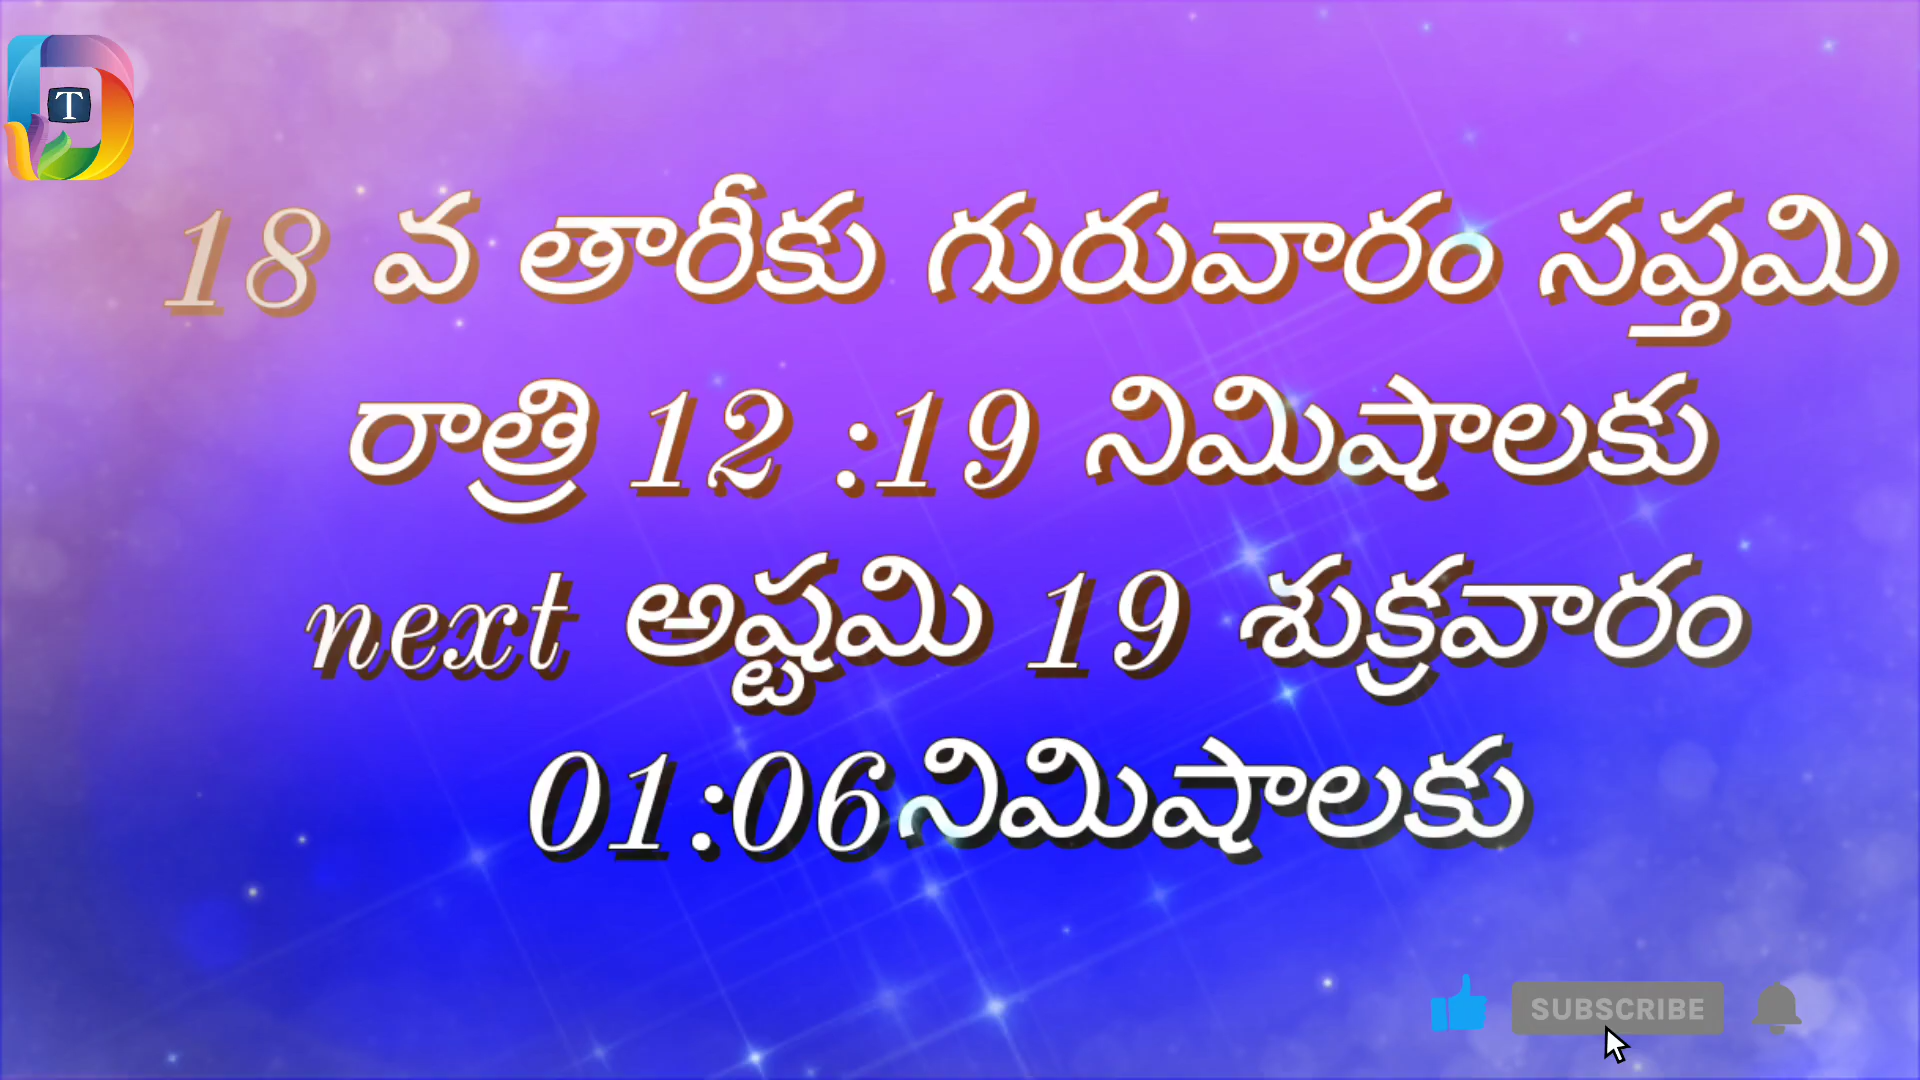 T
18 వ తారీకు గురువారం సప్తమి
రాత్రి 12 :19 నిమిషాలకు
next అష్టమి 19 శుక్రవారం
01:06నిమిషాలకు
SUBSCRIBE